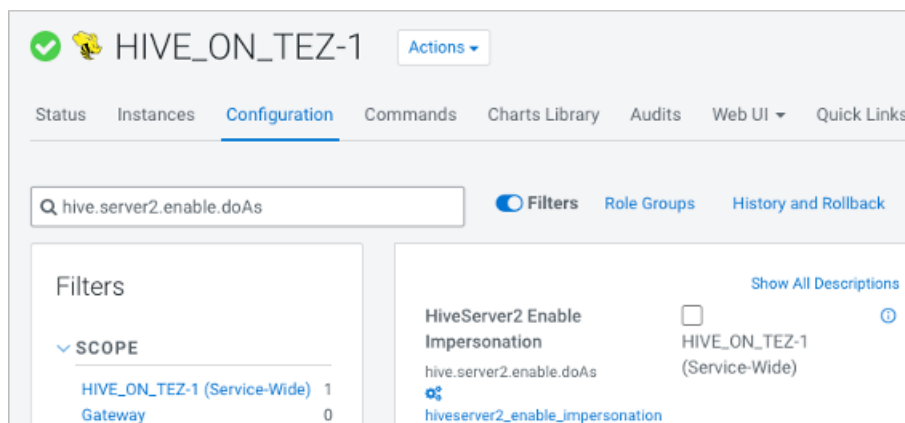 HIVE_ON_TEZ-1
Actions
Status Instances Configuration Commands Charts Library Audits Web UI Quick Links
hive.server2.enable.doAs
Filters Role Groups History and Rollback
Filters
SCOPE
HIVE_ON_TEZ-1 (Service-Wide) 1
Gateway 0
Show All Descriptions
HiveServer2 Enable
Impersonation
hive.server2.enable.doAs
hiveserver2_enable_impersonation
HIVE_ON_TEZ-1
(Service-Wide)